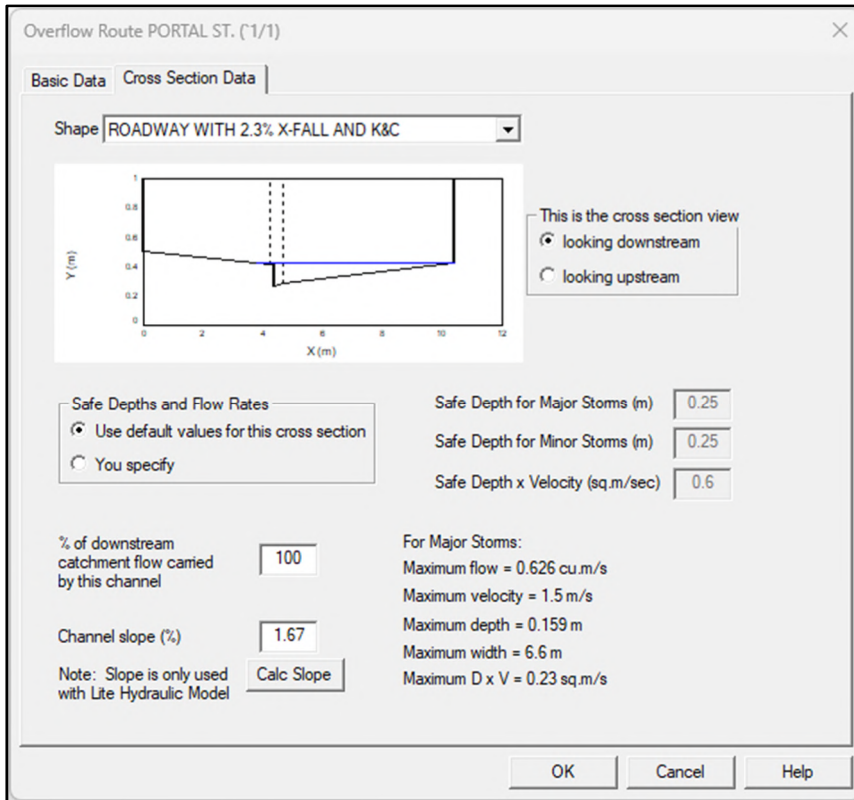 Overflow Route PORTAL ST. (`1/1)
Basic Data
Cross Section Data
Shape
ROADWAY WITH 2.3% X-FALL AND K&C
1
0.8
0.6
0.4
0.2
0
Y (m)
0 2 4 6 8 10 12
X (m)
This is the cross section view
looking downstream
looking upstream
Safe Depths and Flow Rates
Use default values for this cross section
You specify
Safe Depth for Major Storms (m) 0.25
Safe Depth for Minor Storms (m) 0.25
Safe Depth x Velocity (sq.m/sec) 0.6
% of downstream
catchment flow carried
by this channel
100
Channel slope (%) 1.67
Note: Slope is only used
with Lite Hydraulic Model
Calc Slope
For Major Storms:
Maximum flow = 0.626 cu.m/s
Maximum velocity = 1.5 m/s
Maximum depth = 0.159 m
Maximum width = 6.6 m
Maximum D x V = 0.23 sq.m/s
OK
Cancel
Help